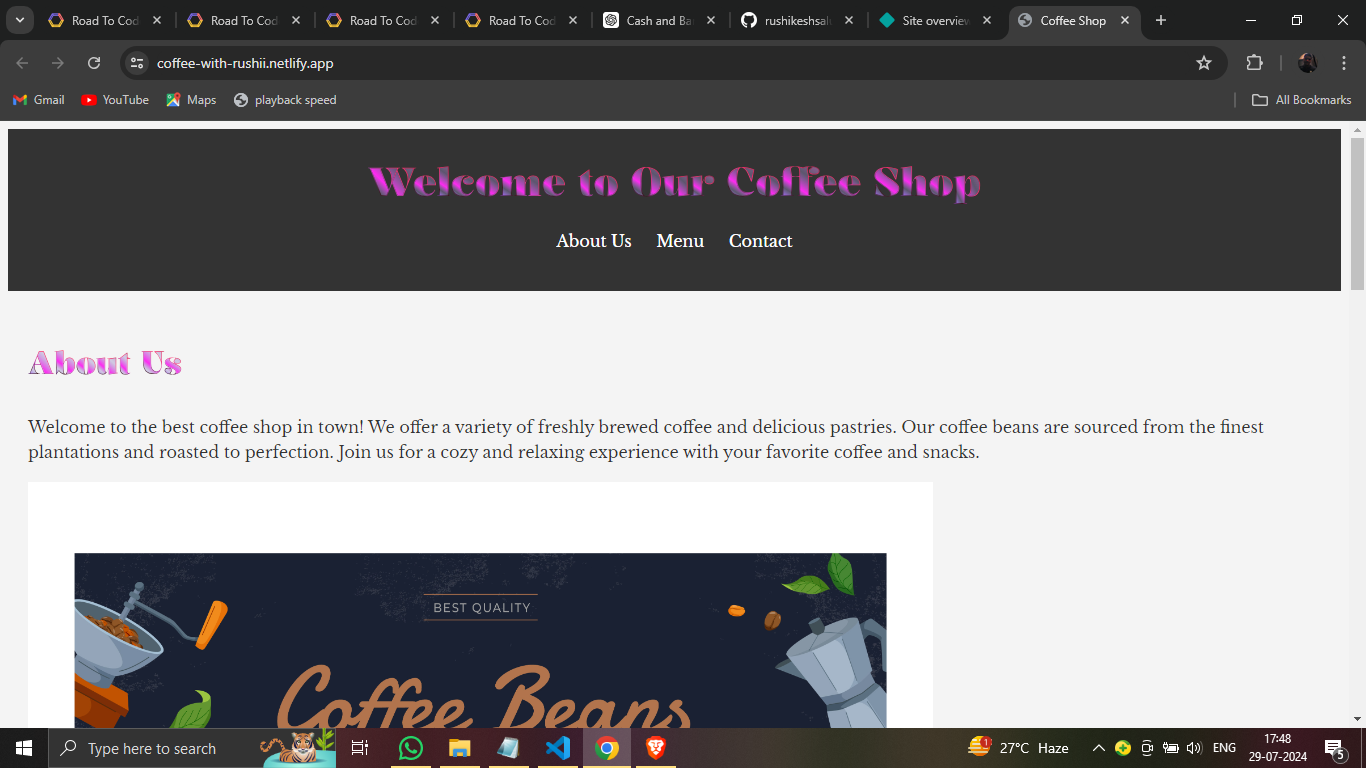 Road To Cod
Road To Cod
Road To Cod
Road To Cod
Cash and Ba
rushikeshsal
Site overview
Coffee Shop
coffee-with-rushii.netlify.app
Gmail
YouTube
Maps
playback speed
All Bookmarks
Welcome to Our Coffee Shop
About Us Menu Contact
About Us
Welcome to the best coffee shop in town! We offer a variety of freshly brewed coffee and delicious pastries. Our coffee beans are sourced from the finest
plantations and roasted to perfection. Join us for a cozy and relaxing experience with your favorite coffee and snacks.
BEST QUALITY
Coffee Beans
Type here to search
1
27°C Haze
ENG
17:48
29-07-2024
5